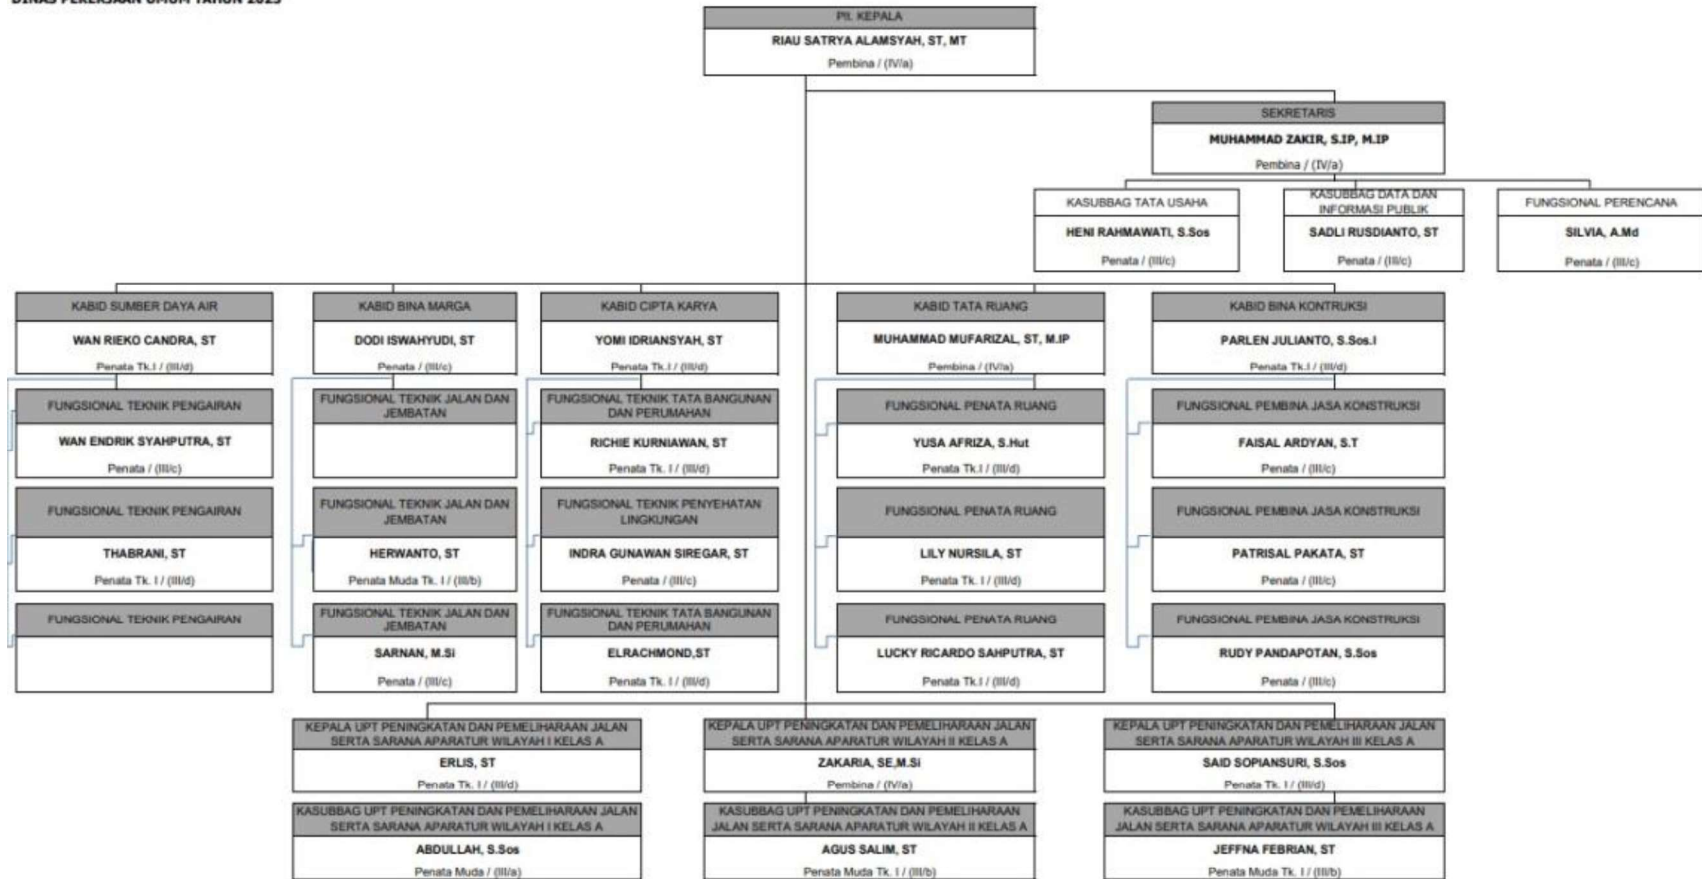 DINAS PEKERJAAN UMUM TAHUN 2023
Plt. KEPALA
RIAU SATRYA ALAMSYAH, ST, MT
Pembina / (IV/a)
SEKRETARIS
MUHAMMAD ZAKIR, S.IP, M.IP
Pembina / (IV/a)
KASUBBAG TATA USAHA
HENI RAHMAWATI, S.Sos
Penata / (III/c)
KASUBBAG DATA DAN
INFORMASI PUBLIK
SADLI RUSDIANTO, ST
Penata / (III/c)
FUNGSIONAL PERENCANA
SILVIA, A.Md
Penata / (III/c)
KABID SUMBER DAYA AIR
WAN RIEKO CANDRA, ST
Penata Tk.I / (III/d)
KABID BINA MARGA
DODI ISWAHYUDI, ST
Penata / (III/c)
KABID CIPTA KARYA
YOMI IDRIANSYAH, ST
Penata Tk.I / (III/d)
KABID TATA RUANG
MUHAMMAD MUFARIZAL, ST, M.IP
Pembina / (IV/a)
KABID BINA KONTRUKSI
PARLEN JULIANTO, S.Sos.I
Penata Tk.I / (III/d)
FUNGSIONAL TEKNIK PENGAIRAN
WAN ENDRIK SYAHPUTRA, ST
Penata / (III/c)
FUNGSIONAL TEKNIK JALAN DAN
JEMBATAN
FUNGSIONAL TEKNIK TATA BANGUNAN
DAN PERUMAHAN
RICHIE KURNIAWAN, ST
Penata Tk. I / (III/d)
FUNGSIONAL PENATA RUANG
YUSA AFRIZA, S.Hut
Penata Tk.I / (III/d)
FUNGSIONAL PEMBINA JASA KONSTRUKSI
FAISAL ARDYAN, S.T
Penata / (III/c)
FUNGSIONAL TEKNIK PENGAIRAN
THABRANI, ST
Penata Tk. I / (III/d)
FUNGSIONAL TEKNIK JALAN DAN
JEMBATAN
HERWANTO, ST
Penata Muda Tk. I / (III/b)
FUNGSIONAL TEKNIK PENYEHATAN
LINGKUNGAN
INDRA GUNAWAN SIREGAR, ST
Penata / (III/c)
FUNGSIONAL PENATA RUANG
LILY NURSILA, ST
Penata Tk.I / (III/d)
FUNGSIONAL PEMBINA JASA KONSTRUKSI
PATRISAL PAKATA, ST
Penata / (III/c)
FUNGSIONAL TEKNIK PENGAIRAN
FUNGSIONAL TEKNIK JALAN DAN
JEMBATAN
SARNAN, M.Si
Penata / (III/c)
FUNGSIONAL TEKNIK TATA BANGUNAN
DAN PERUMAHAN
ELRACHMOND,ST
Penata Tk. I / (III/d)
FUNGSIONAL PENATA RUANG
LUCKY RICARDO SAHPUTRA, ST
Penata Tk.I / (III/d)
FUNGSIONAL PEMBINA JASA KONSTRUKSI
RUDY PANDAPOTAN, S.Sos
Penata / (III/c)
KEPALA UPT PENINGKATAN DAN PEMELIHARAAN JALAN
SERTA SARANA APARATUR WILAYAH I KELAS A
ERLIS, ST
Penata Tk. I / (III/d)
KEPALA UPT PENINGKATAN DAN PEMELIHARAAN JALAN
SERTA SARANA APARATUR WILAYAH II KELAS A
ZAKARIA, SE,M.Si
Pembina / (IV/a)
KEPALA UPT PENINGKATAN DAN PEMELIHARAAN JALAN
SERTA SARANA APARATUR WILAYAH III KELAS A
SAID SOPIANSURI, S.Sos
Penata Tk. I / (III/d)
KASUBBAG UPT PENINGKATAN DAN PEMELIHARAAN JALAN
SERTA SARANA APARATUR WILAYAH I KELAS A
ABDULLAH, S.Sos
Penata Muda / (III/a)
KASUBBAG UPT PENINGKATAN DAN PEMELIHARAAN
JALAN SERTA SARANA APARATUR WILAYAH II KELAS A
AGUS SALIM, ST
Penata Muda Tk. I / (III/b)
KASUBBAG UPT PENINGKATAN DAN PEMELIHARAAN
JALAN SERTA SARANA APARATUR WILAYAH III KELAS A
JEFFNA FEBRIAN, ST
Penata Muda Tk. I / (III/b)